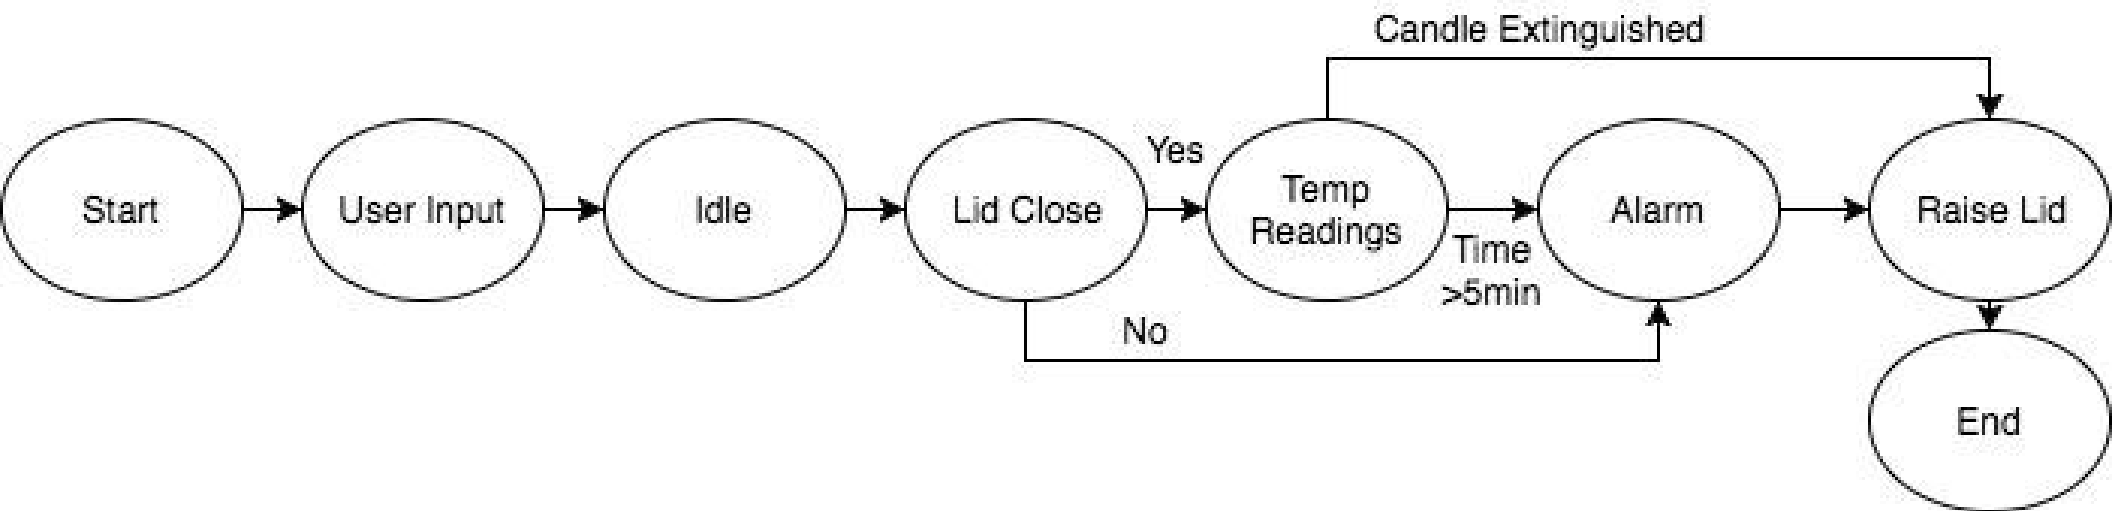 Candle Extinguished
Start
User Input
Idle
Lid Close
Yes
Temp
Readings
Time
>5min
Alarm
Raise Lid
No
End